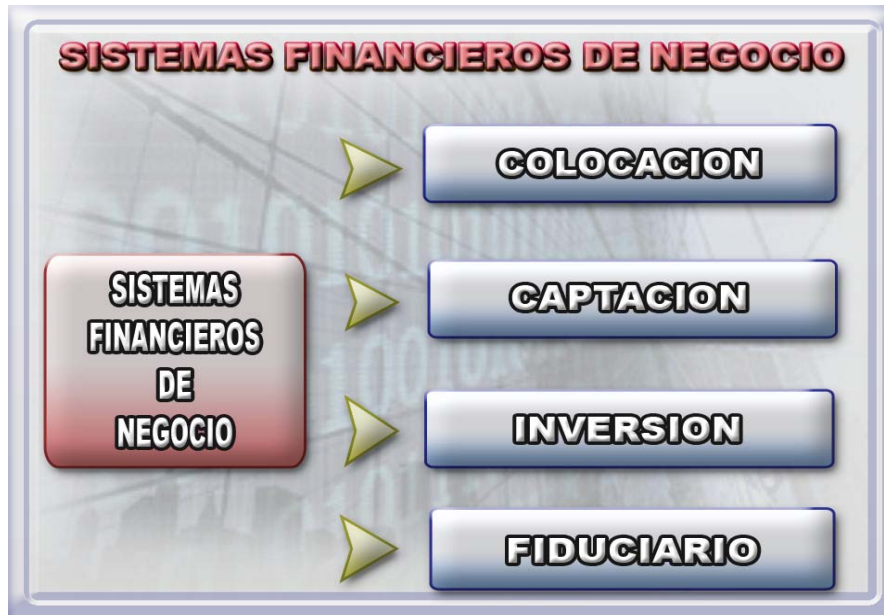 SISTEMAS FINANCIEROS DE NEGOCIO
COLOCACION
SISTEMAS
FINANCIEROS
DE
NEGOCIO
CAPTACION
INVERSION
FIDUCIARIO